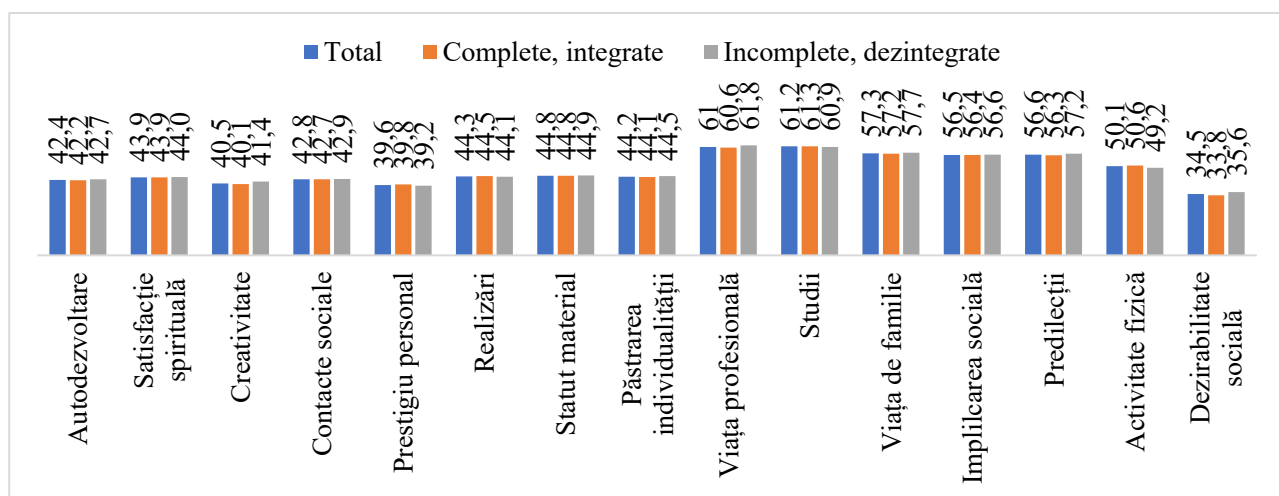 Total Complete, integrate Incomplete, dezintegrate
42,4 42,2 42,7
43,9 43,9 44,0
40,5 40,1 41,4
42,8 42,7 42,9
39,6 39,8 39,2
44,3 44,5 44,1
44,8 44,8 44,9
44,2 44,1 44,5
61 60,6 61,8
61,2 61,3 60,9
57,3 57,2 57,7
56,5 56,4 56,6
56,6 56,3 57,2
50,1 50,6 49,2
34,5 33,8 35,6
Autodezvoltare
Satisfacție
spirituală
Creativitate
Contacte sociale
Prestigiu personal
Realizări
Statut material
Păstrarea
individualității
Viața profesională
Studii
Viața de familie
Implilcarea socială
Predilecții
Activitate fizică
Dezirabilitate
socială